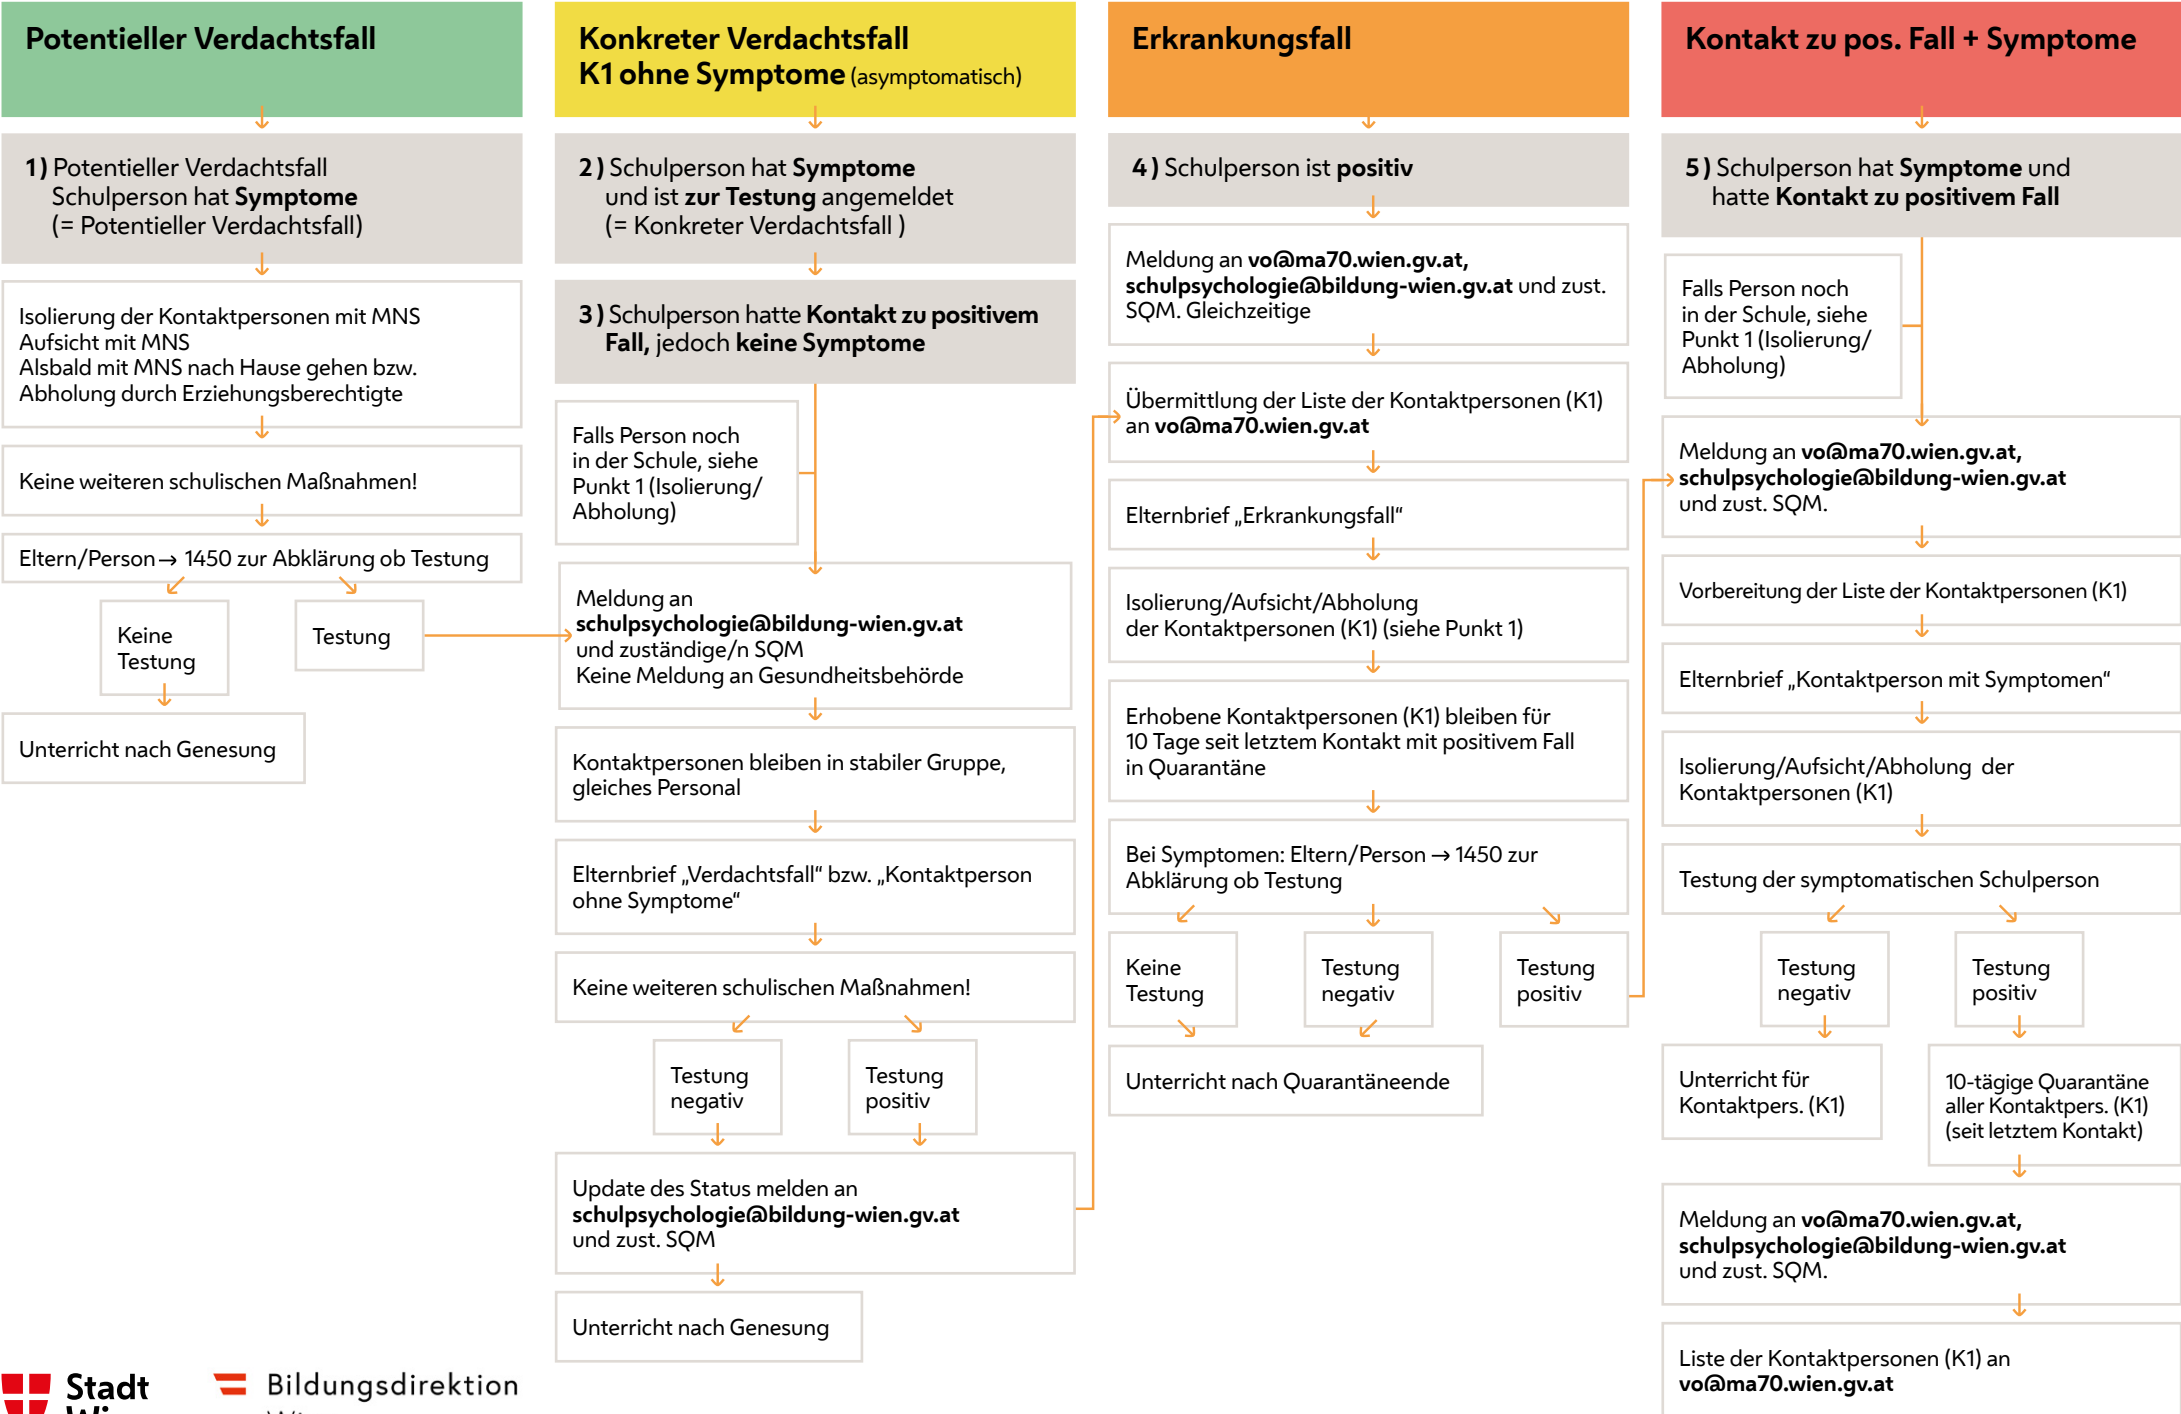 Potentieller Verdachtsfall
1) Potentieller Verdachtsfall
Schulperson hat Symptome
(= Potentieller Verdachtsfall)
Isolierung der Kontaktpersonen mit MNS
Aufsicht mit MNS
Alsbald mit MNS nach Hause gehen bzw.
Abholung durch Erziehungsberechtigte
Keine weiteren schulischen Maßnahmen!
Eltern/Person → 1450 zur Abklärung ob Testung
Keine
Testung
Testung
Unterricht nach Genesung
Konkreter Verdachtsfall
K1 ohne Symptome (asymptomatisch)
2) Schulperson hat Symptome
und ist zur Testung angemeldet
(= Konkreter Verdachtsfall )
3) Schulperson hatte Kontakt zu positivem
Fall, jedoch keine Symptome
Falls Person noch
in der Schule, siehe
Punkt 1 (Isolierung/
Abholung)
Meldung an
schulpsychologie@bildung-wien.gv.at
und zuständige/n SQM
Keine Meldung an Gesundheitsbehörde
Kontaktpersonen bleiben in stabiler Gruppe,
gleiches Personal
Elternbrief „Verdachtsfall“ bzw. „Kontaktperson
ohne Symptome“
Keine weiteren schulischen Maßnahmen!
Testung
negativ
Testung
positiv
Update des Status melden an
schulpsychologie@bildung-wien.gv.at
und zust. SQM
Unterricht nach Genesung
Erkrankungsfall
4) Schulperson ist positiv
Meldung an vo@ma70.wien.gv.at,
schulpsychologie@bildung-wien.gv.at und zust.
SQM. Gleichzeitige
Übermittlung der Liste der Kontaktpersonen (K1)
an vo@ma70.wien.gv.at
Elternbrief „Erkrankungsfall“
Isolierung/Aufsicht/Abholung
der Kontaktpersonen (K1) (siehe Punkt 1)
Erhobene Kontaktpersonen (K1) bleiben für
10 Tage seit letztem Kontakt mit positivem Fall
in Quarantäne
Bei Symptomen: Eltern/Person → 1450 zur
Abklärung ob Testung
Keine
Testung
Testung
negativ
Testung
positiv
Unterricht nach Quarantäneende
Kontakt zu pos. Fall + Symptome
5) Schulperson hat Symptome und
hatte Kontakt zu positivem Fall
Falls Person noch
in der Schule, siehe
Punkt 1 (Isolierung/
Abholung)
Meldung an vo@ma70.wien.gv.at,
schulpsychologie@bildung-wien.gv.at
und zust. SQM.
Vorbereitung der Liste der Kontaktpersonen (K1)
Elternbrief „Kontaktperson mit Symptomen“
Isolierung/Aufsicht/Abholung der
Kontaktpersonen (K1)
Testung der symptomatischen Schulperson
Testung
negativ
Testung
positiv
Unterricht für
Kontaktpers. (K1)
10-tägige Quarantäne
aller Kontaktpers. (K1)
(seit letztem Kontakt)
Meldung an vo@ma70.wien.gv.at,
schulpsychologie@bildung-wien.gv.at
und zust. SQM.
Liste der Kontaktpersonen (K1) an
vo@ma70.wien.gv.at
Stadt
Bildungsdirektion